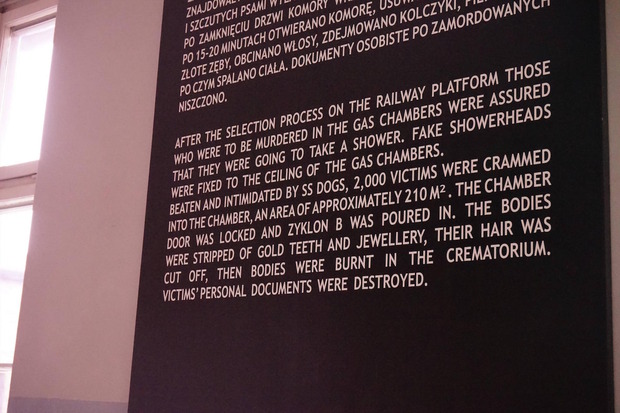 I SZCZUTYCH PSAMI
PO ZAMKNIĘCIU DRZWI KOMORY
PO 15-20 MINUTACH OTWIERANO KOMORĘ,
ZŁOTE ZĘBY, OBCINANO WŁOSY, ZDEJMOWANO KOLCZYKI,
PO CZYM SPALANO CIAŁA. DOKUMENTY OSOBISTE PO ZAMORDOWANYCH
NISZCZONO.
AFTER THE SELECTION PROCESS ON THE RAILWAY PLATFORM THOSE
WHO WERE TO BE MURDERED IN THE GAS CHAMBERS WERE ASSURED
THAT THEY WERE GOING TO TAKE A SHOWER. FAKE SHOWERHEADS
WERE FIXED TO THE CEILING OF THE GAS CHAMBERS.
BEATEN AND INTIMIDATED BY SS DOGS, 2,000 VICTIMS WERE CRAMMED
INTO THE CHAMBER, AN AREA OF APPROXIMATELY 210 M². THE CHAMBER
DOOR WAS LOCKED AND ZYKLON B WAS POURED IN. THE BODIES
WERE STRIPPED OF GOLD TEETH AND JEWELLERY, THEIR HAIR WAS
CUT OFF, THEN BODIES WERE BURNT IN THE CREMATORIUM.
VICTIMS' PERSONAL DOCUMENTS WERE DESTROYED.